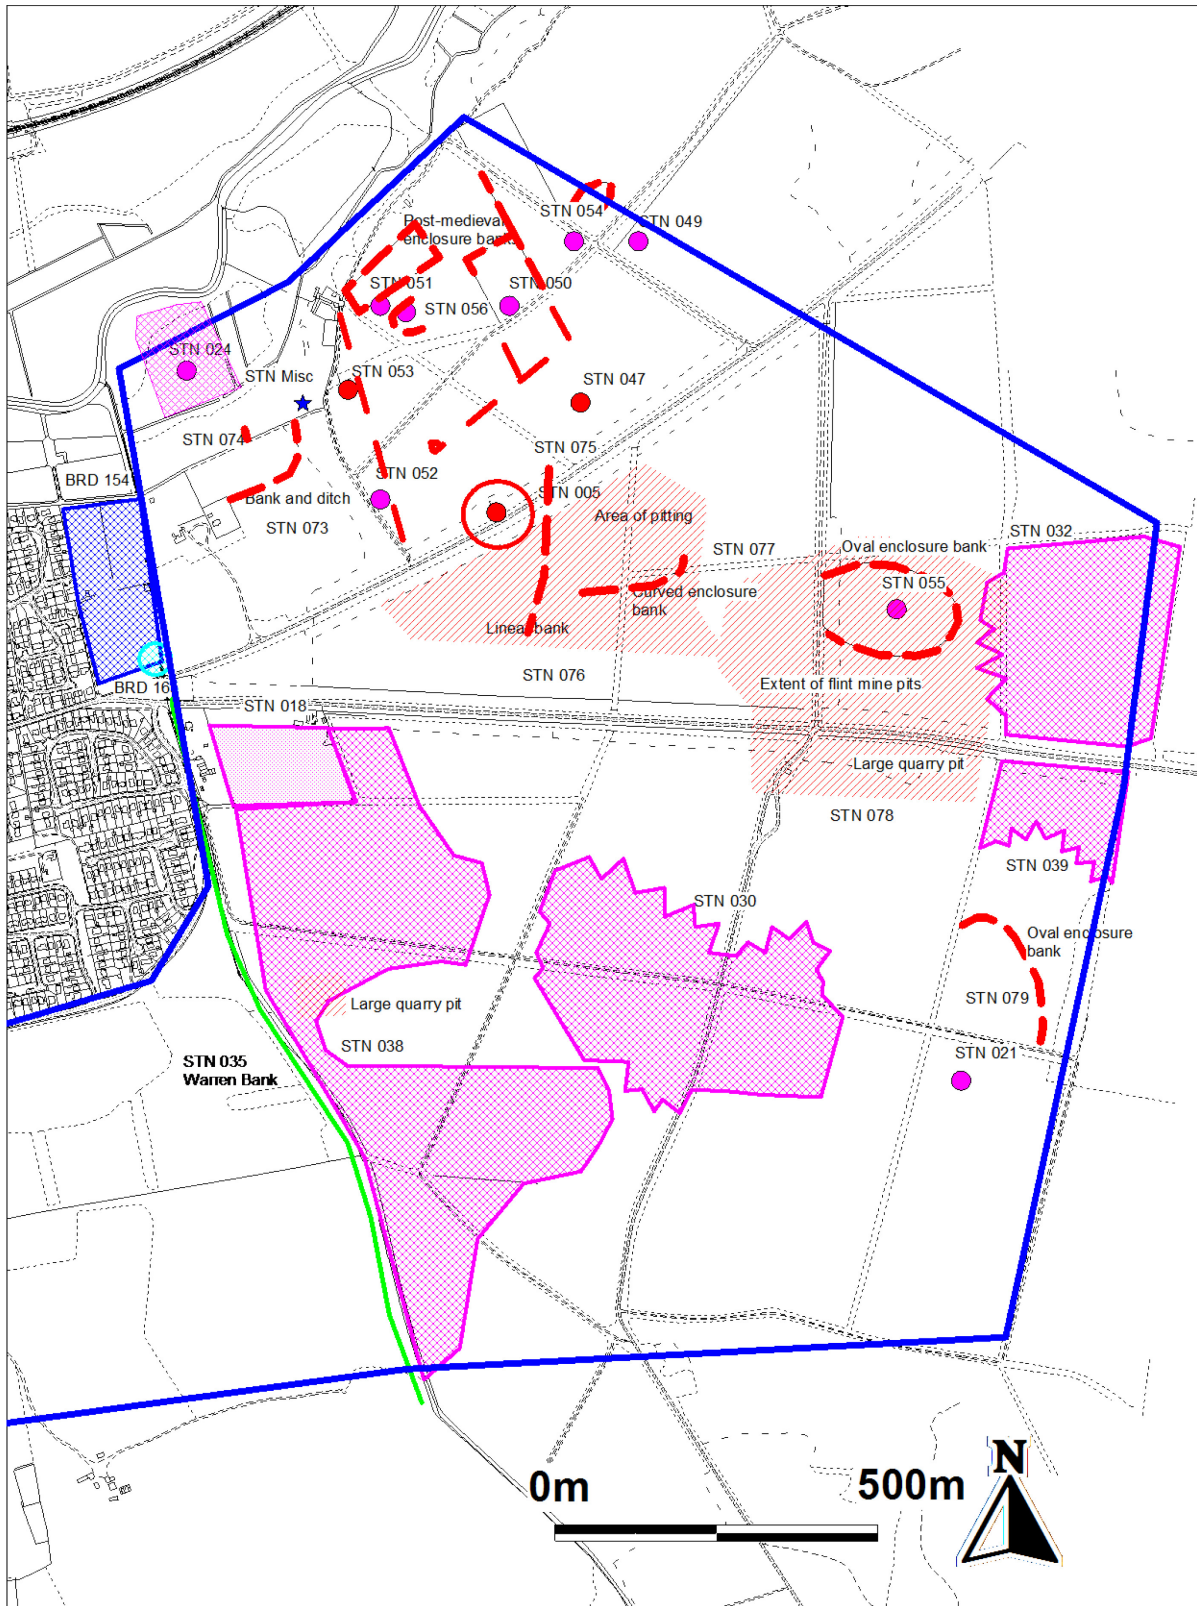 STN 054
STN 049
Post-medieval
enclosure bank
STN 051
STN 050
STN 056
STN 024
STN Misc
STN 053
STN 047
STN 074
STN 075
BRD 154
STN 052
Bank and ditch
STN 005
STN 073
Area of pitting
STN 032
STN 077
Oval enclosure bank
STN 055
Curved enclosure
bank
Linear bank
STN 076
BRD 16
Extent of flint mine pits
STN 018
Large quarry pit
STN 078
STN 039
STN 030
Oval enclosure
bank
Large quarry pit
STN 079
STN 038
STN 021
STN 035
Warren Bank
N
0m
500m